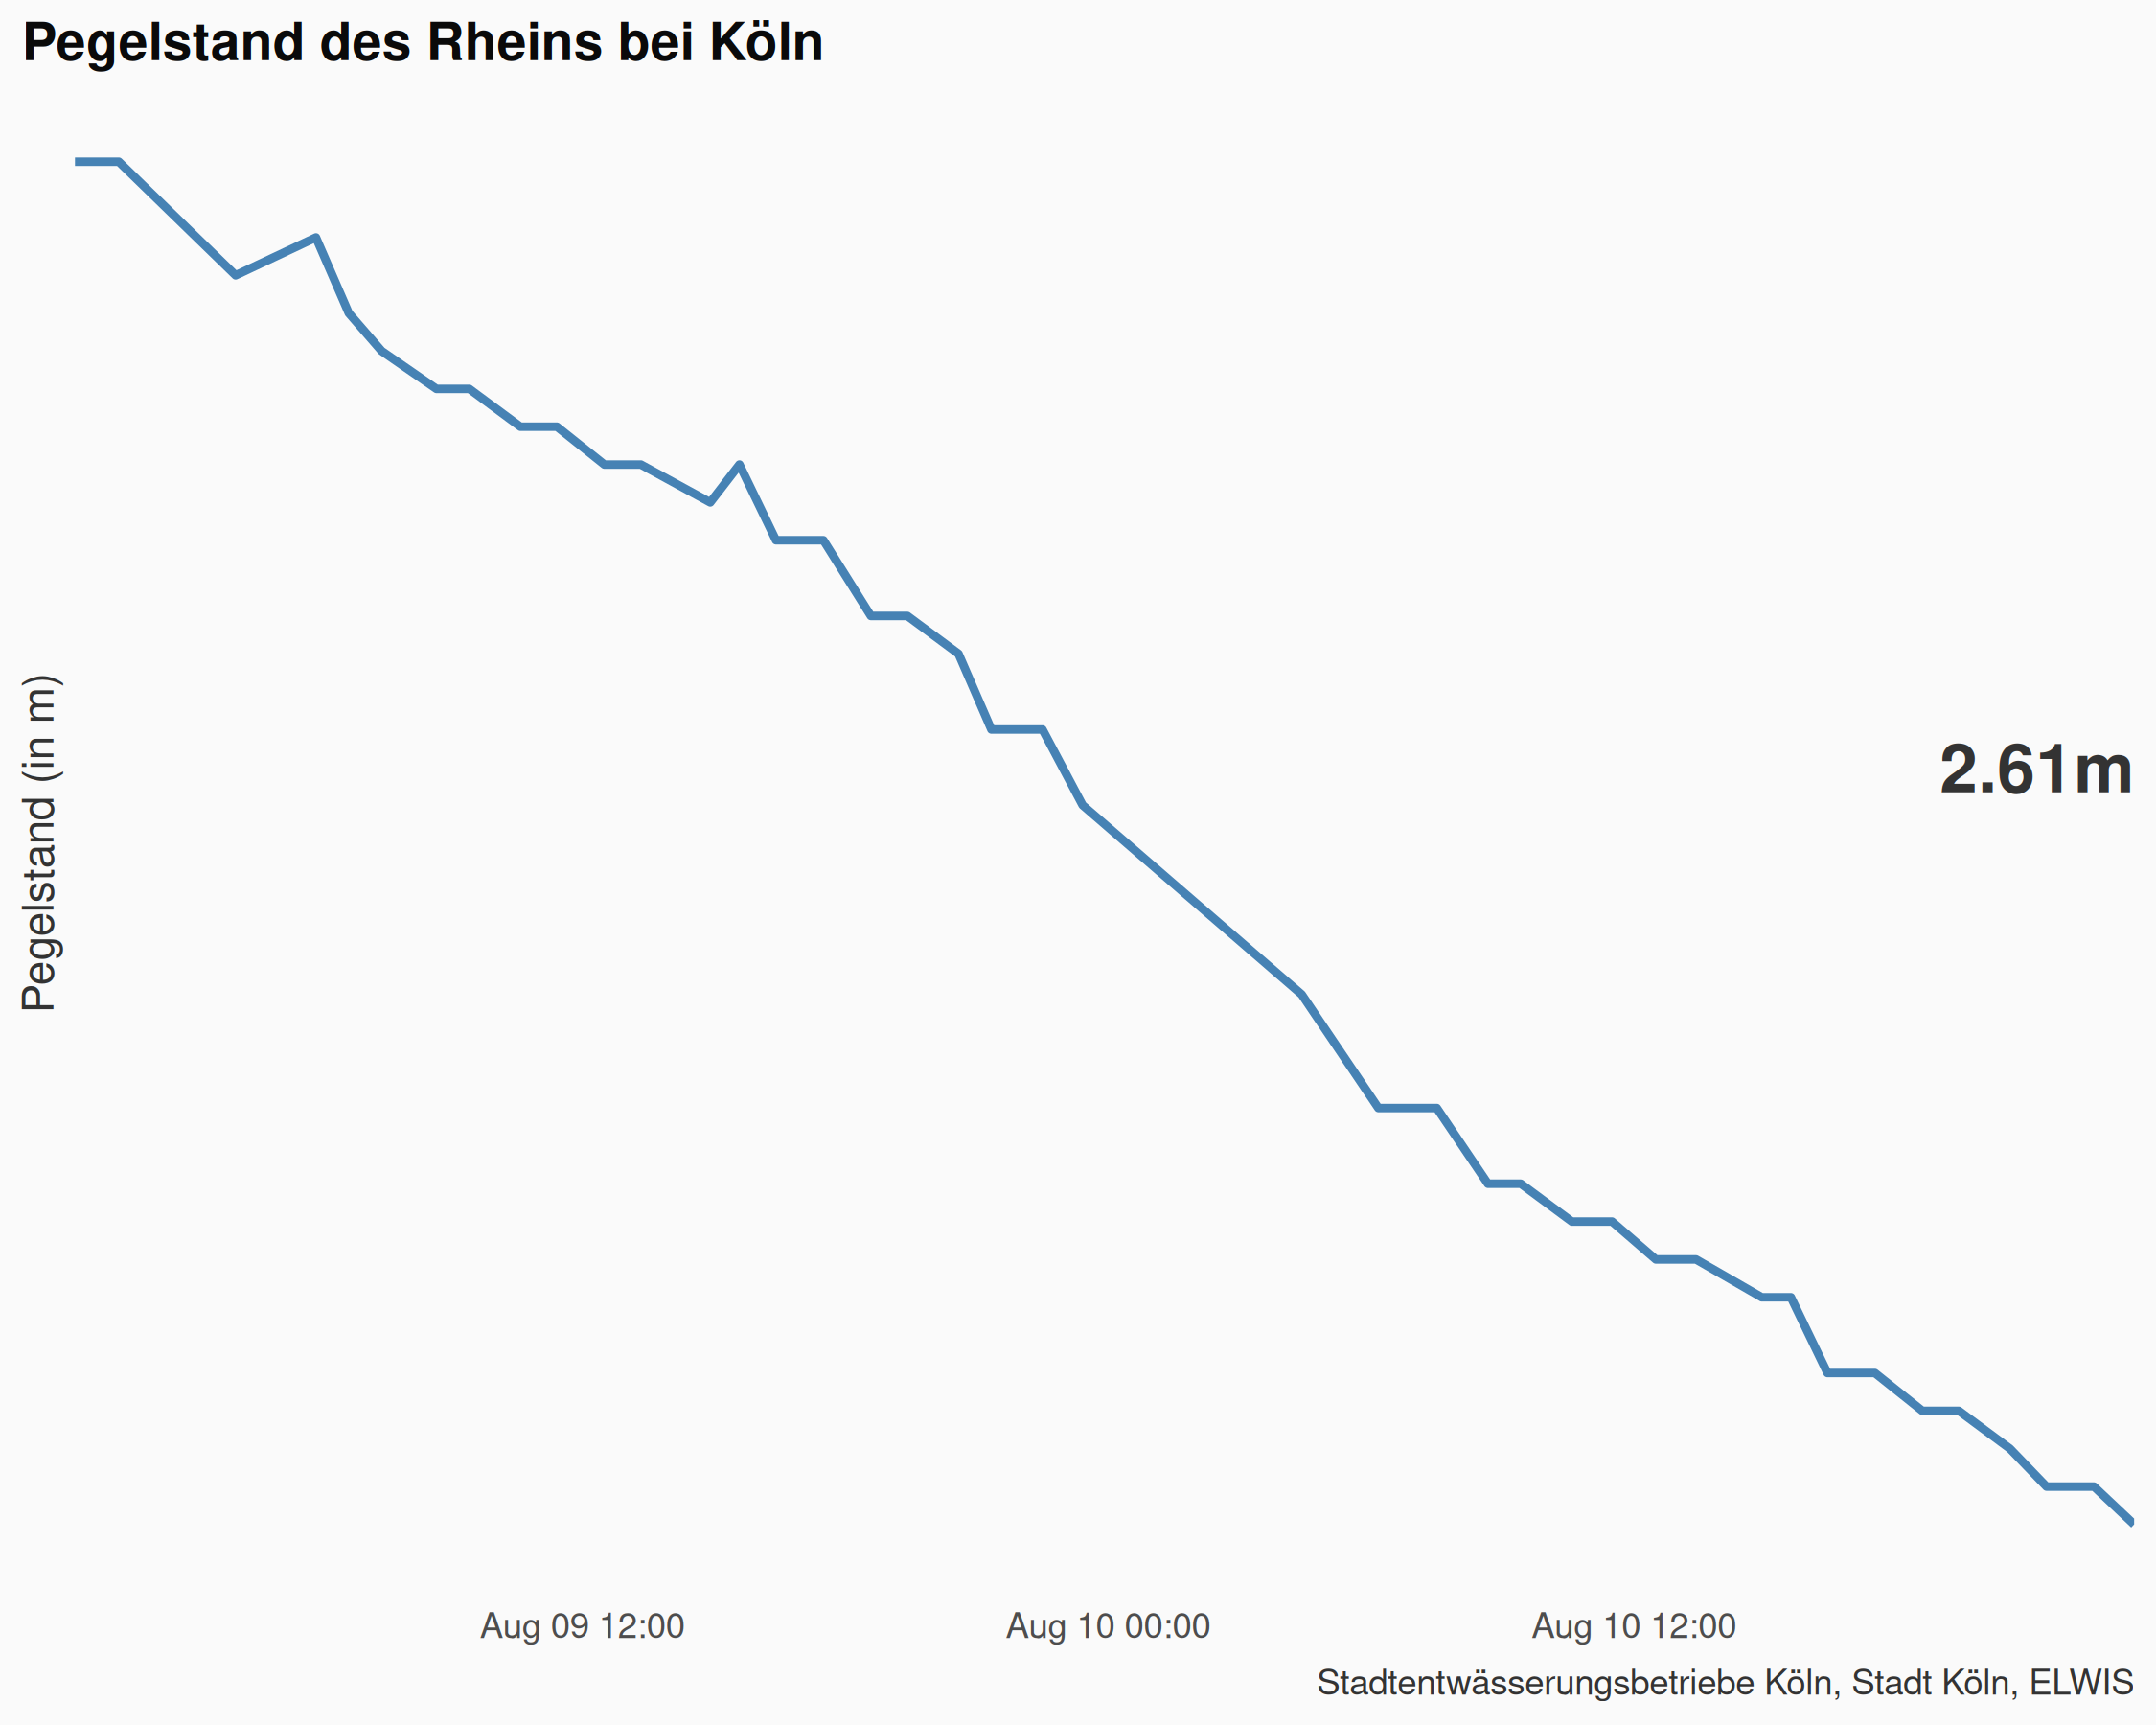 Pegelstand des Rheins bei Köln
Pegelstand (in m)
2.61m
Aug 09 12:00
Aug 10 00:00
Aug 10 12:00
Stadtentwässerungsbetriebe Köln, Stadt Köln, ELWIS